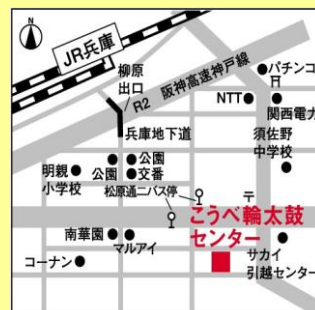 N
JR兵庫
柳原
出口
R2
阪神高速神戸線
パチンコ
NTT
関西電力
兵庫地下道
須佐野
中学校
明親
小学校
公園
公園
交番
松原通二バス停
〒
こうべ輪太鼓
センター
南華園
マルアイ
コーナン
サカイ
引越センター